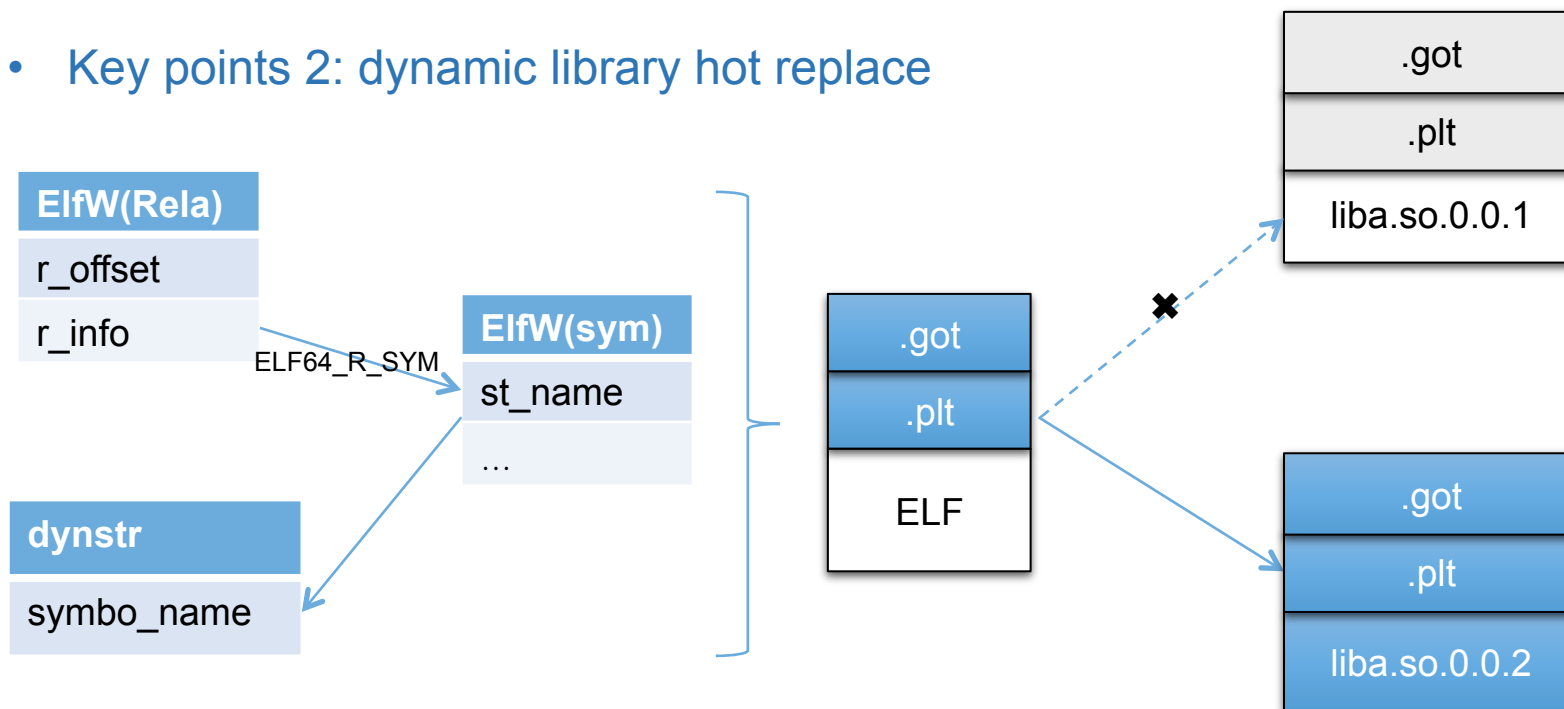 • Key points 2: dynamic library hot replace
ElfW(Rela)
r_offset
r_info
ELF64_R_SYM
ElfW(sym)
st_name
…
dynstr
symbo_name
.got
.plt
ELF
.got
.plt
liba.so.0.0.1
.got
.plt
liba.so.0.0.2